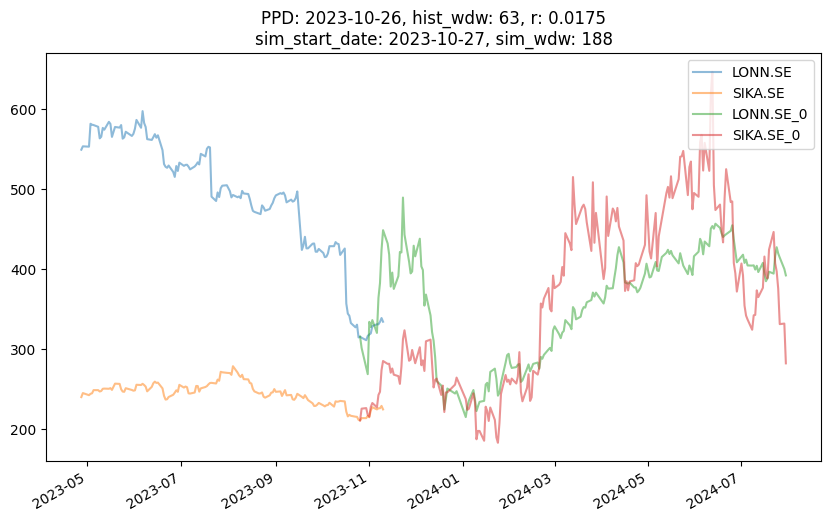 PPD: 2023-10-26, hist_wdw: 63, r: 0.0175
sim_start_date: 2023-10-27, sim_wdw: 188
LONN.SE
SIKA.SE
LONN.SE_0
SIKA.SE_0
600
500
400
300
200
2023-05
2023-07
2023-09
2023-11
2024-01
2024-03
2024-05
2024-07